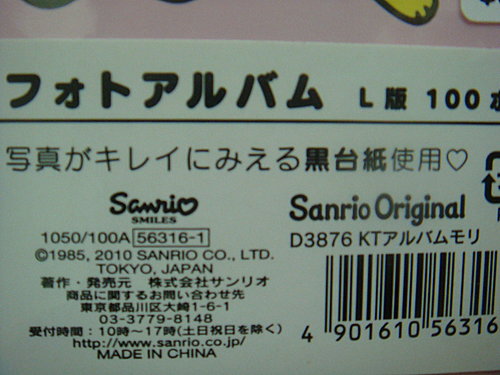 フォトアルバム L版 100
写真がキレイにみえる黒台紙使用♡
Sanrio
SMILES
1050/100A 56316-1
©1985, 2010 SANRIO CO., LTD.
TOKYO, JAPAN
著作・発売元 株式会社サンリオ
商品に関するお問い合わせ先
東京都品川区大崎1-6-1
03-3779-8148
受付時間：10時〜17時(土日祝日を除く)
http://www.sanrio.co.jp/
MADE IN CHINA
Sanrio Original
D3876 KTアルバムモリ
4 901610 56316